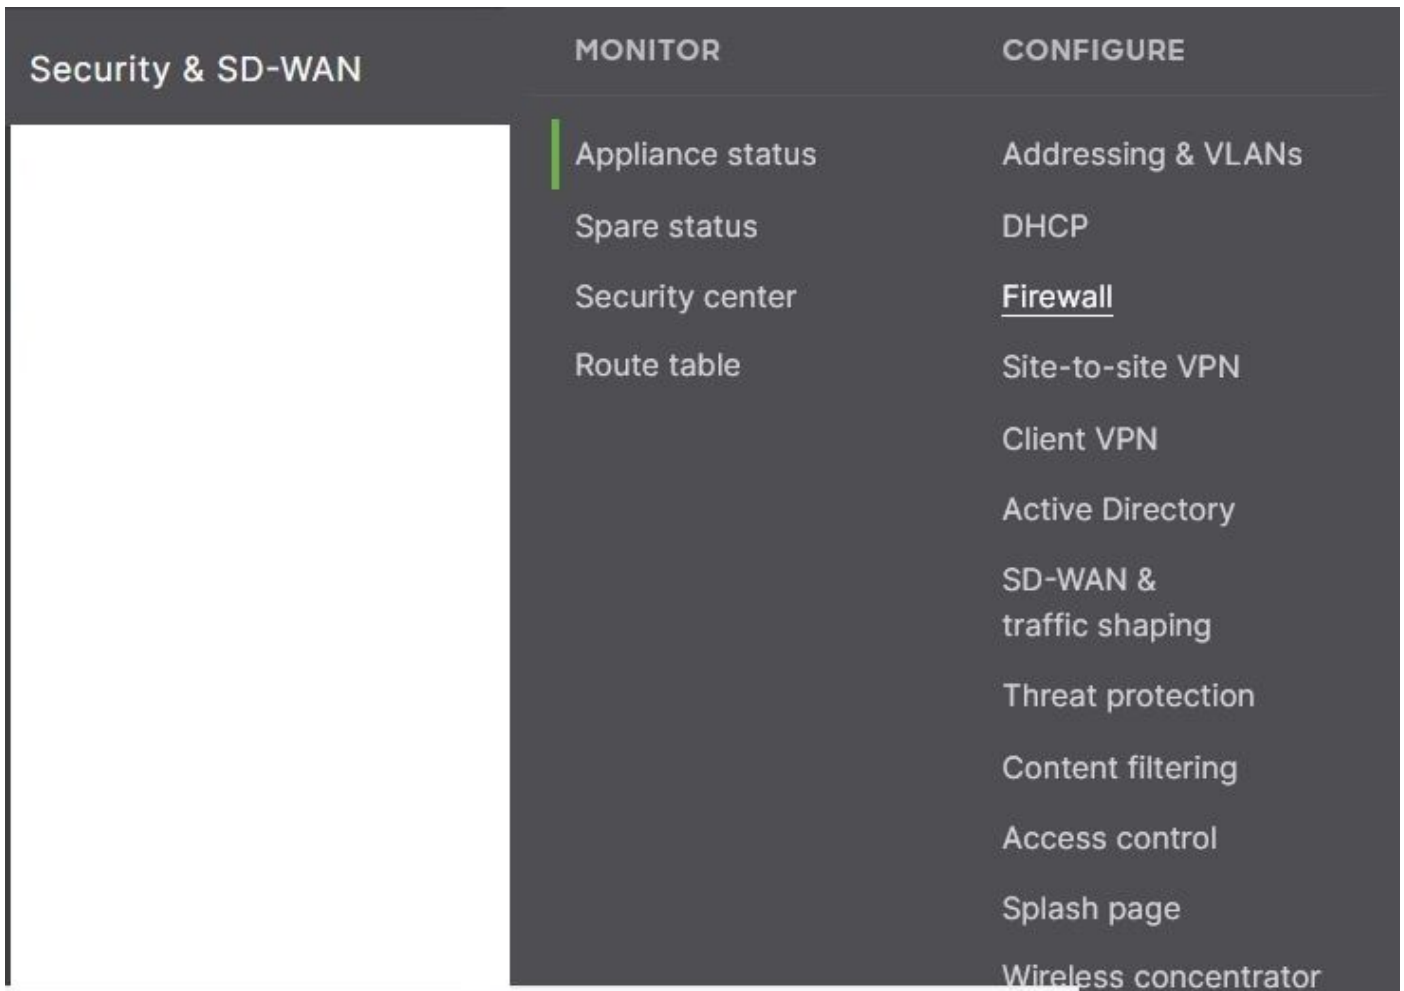 Security & SD-WAN
MONITOR
Appliance status
Spare status
Security center
Route table
CONFIGURE
Addressing & VLANs
DHCP
Firewall
Site-to-site VPN
Client VPN
Active Directory
SD-WAN &
traffic shaping
Threat protection
Content filtering
Access control
Splash page
Wireless concentrator